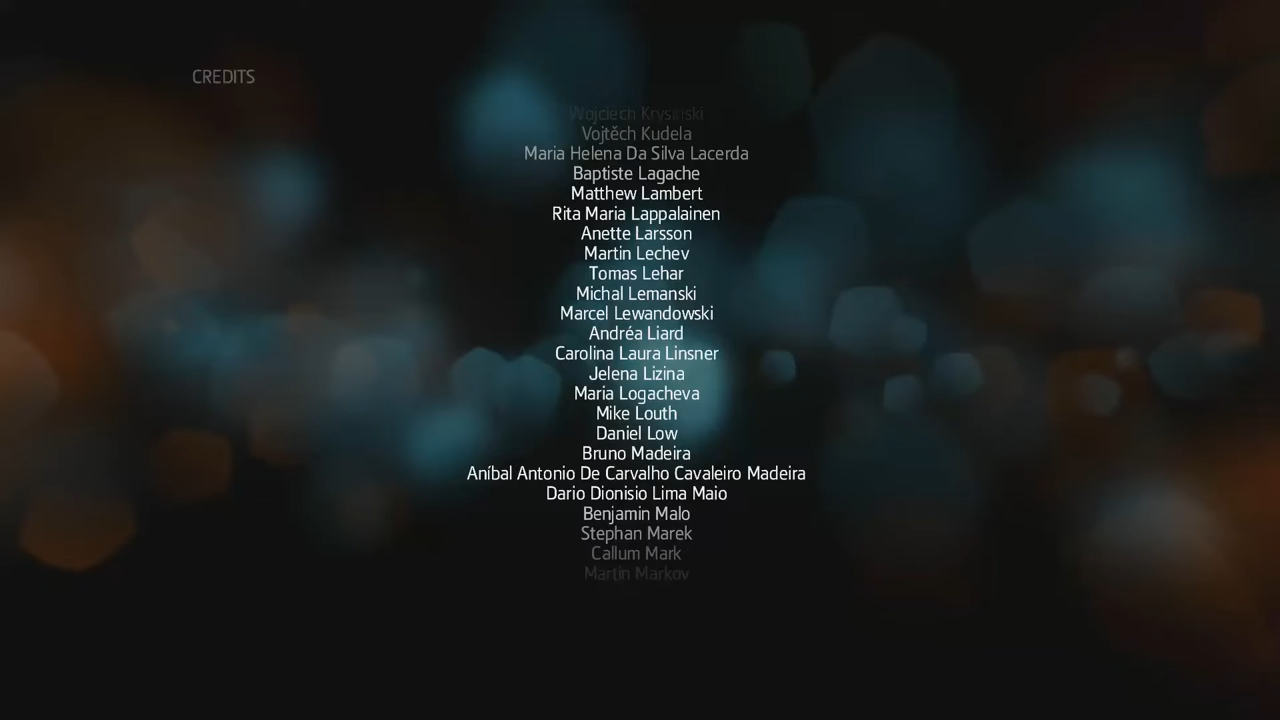 CREDITS
Wojciech Krysinski
Vojtěch Kudela
Maria Helena Da Silva Lacerda
Baptiste Lagache
Matthew Lambert
Rita Maria Lappalainen
Anette Larsson
Martin Lechev
Tomas Lehar
Michal Lemanski
Marcel Lewandowski
Andréa Liard
Carolina Laura Linsner
Jelena Lizina
Maria Logacheva
Mike Louth
Daniel Low
Bruno Madeira
Aníbal Antonio De Carvalho Cavaleiro Madeira
Dario Dionisio Lima Maio
Benjamin Malo
Stephan Marek
Callum Mark
Martin Markov